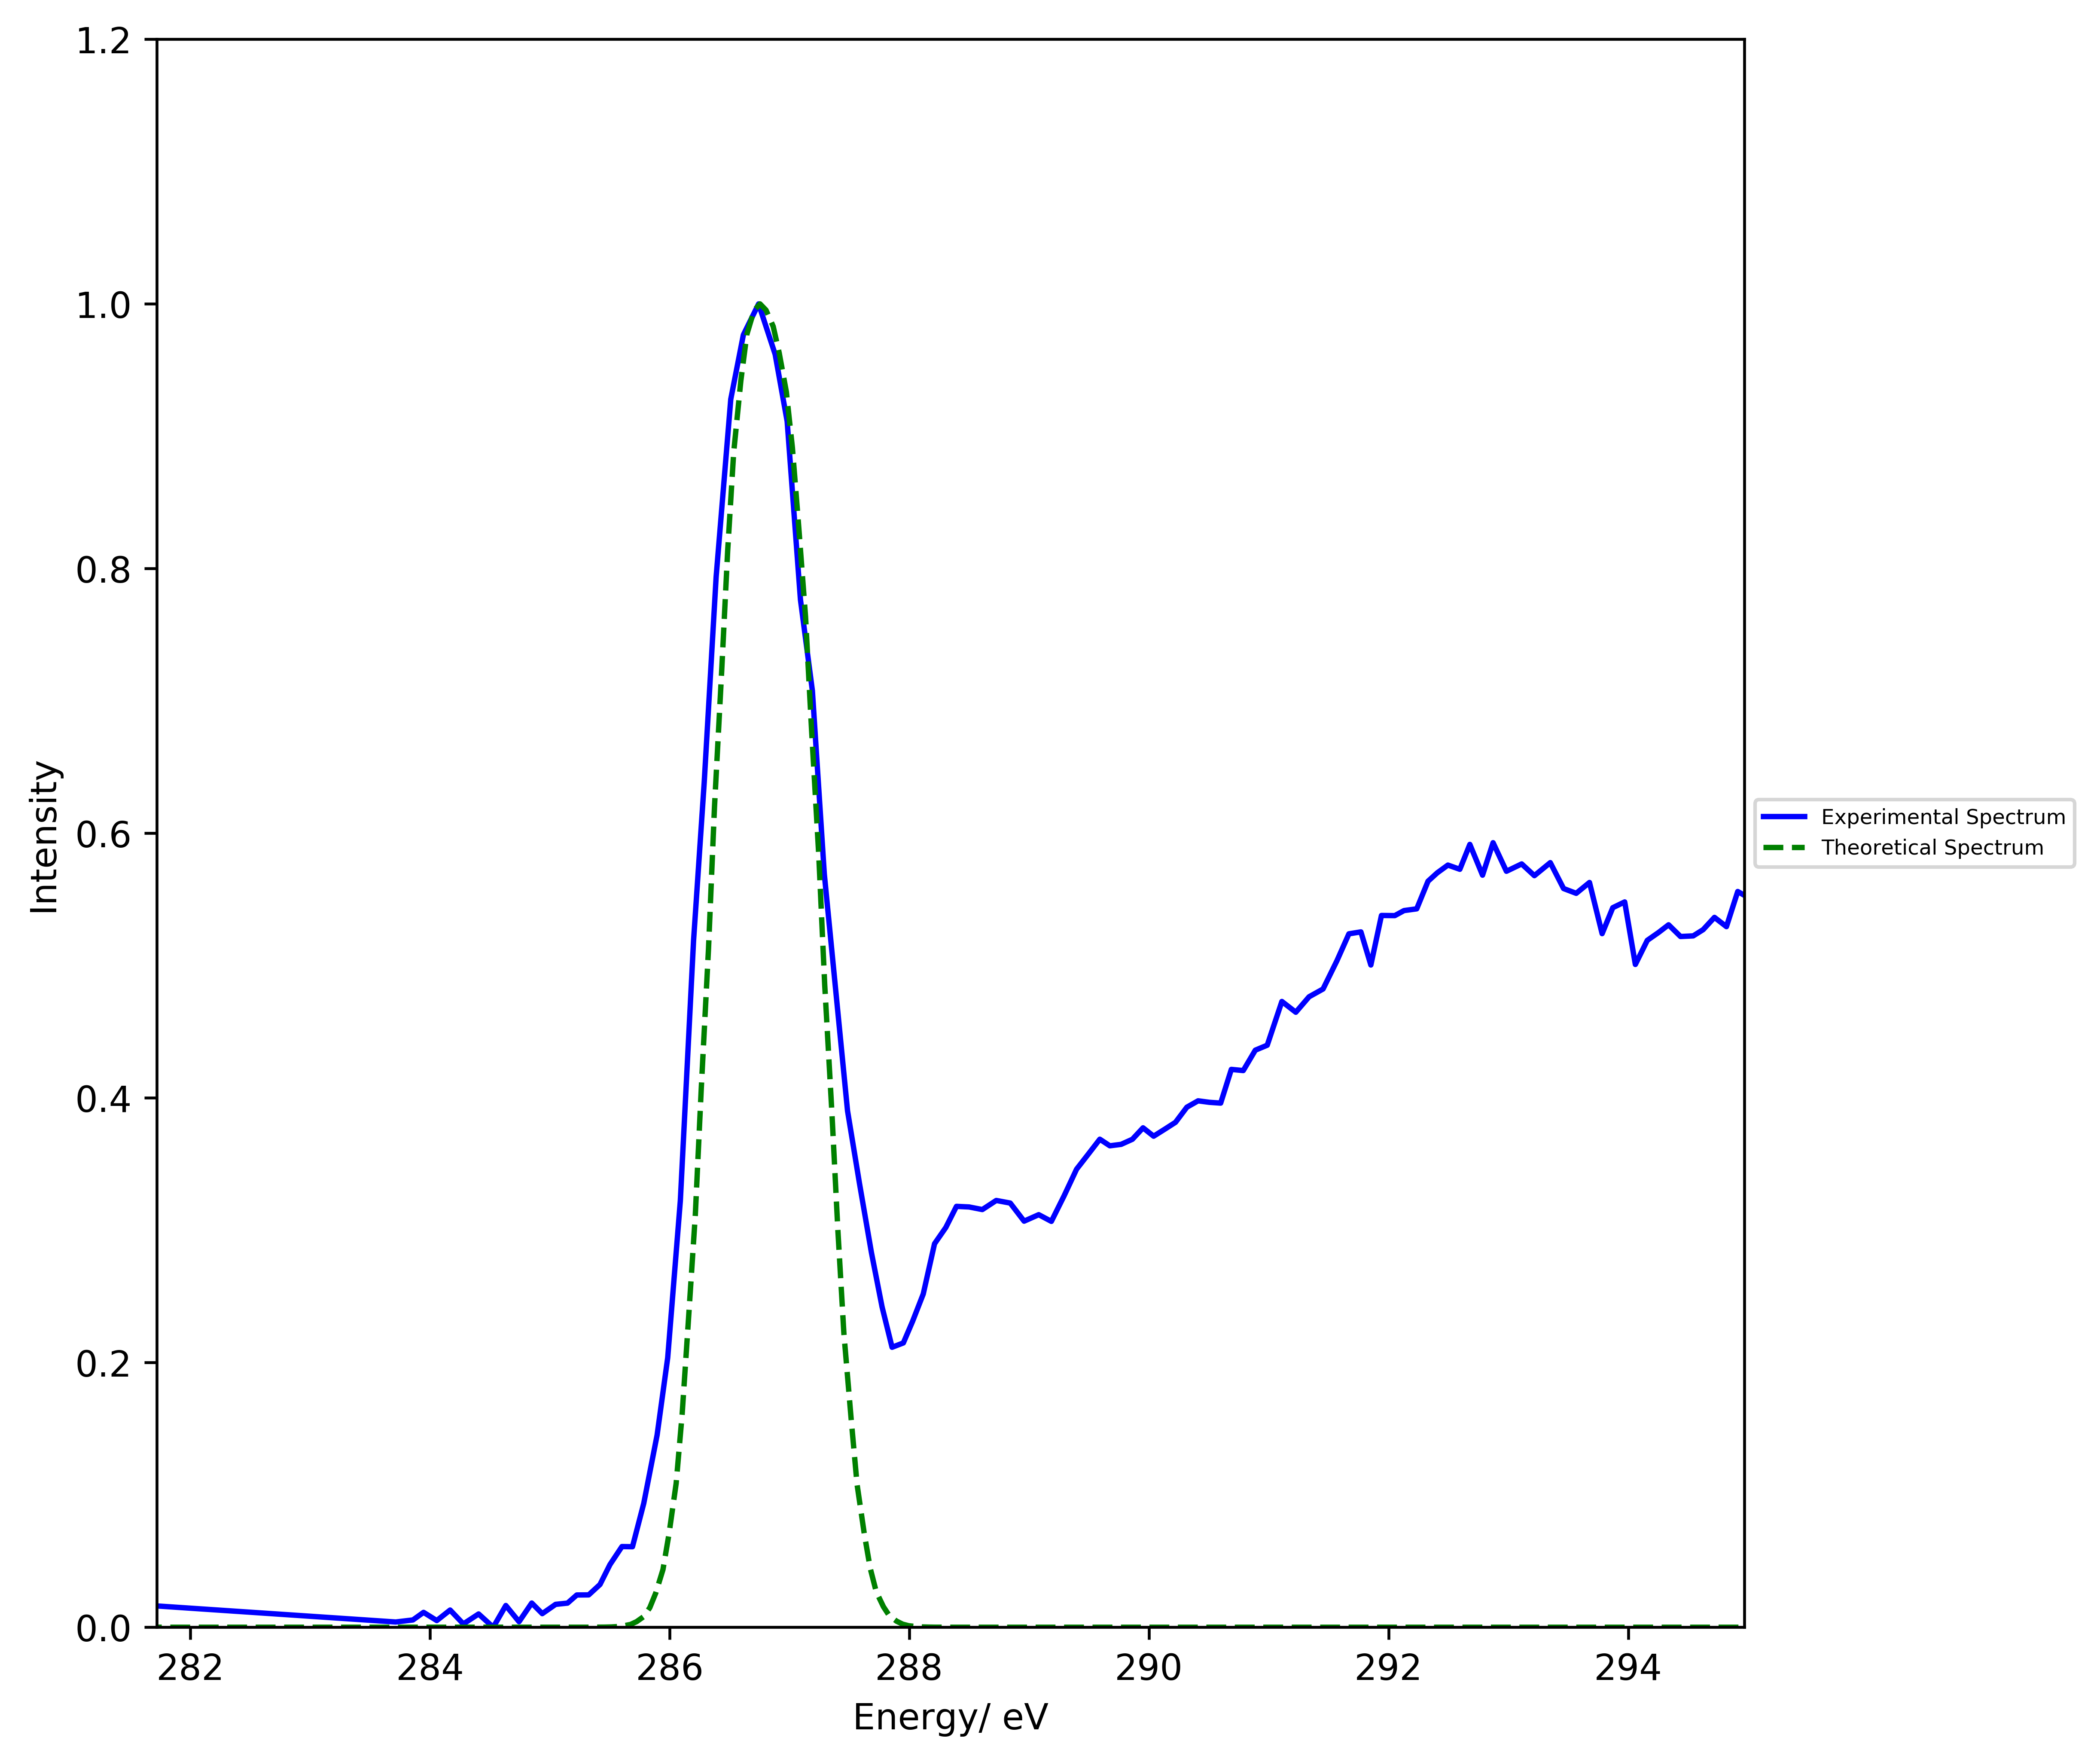 1.2
1.0
0.8
0.6
0.4
0.2
0.0
Intensity
282 284 286 288 290 292 294
Energy/ eV
Experimental Spectrum
Theoretical Spectrum